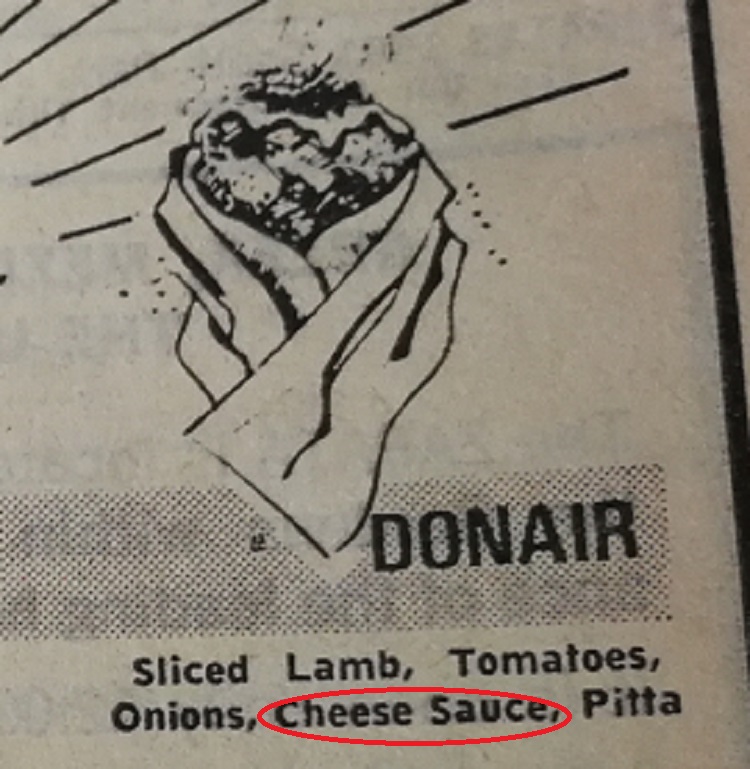 DONAIR
Sliced Lamb, Tomatoes,
Onions, Cheese Sauce, Pitta